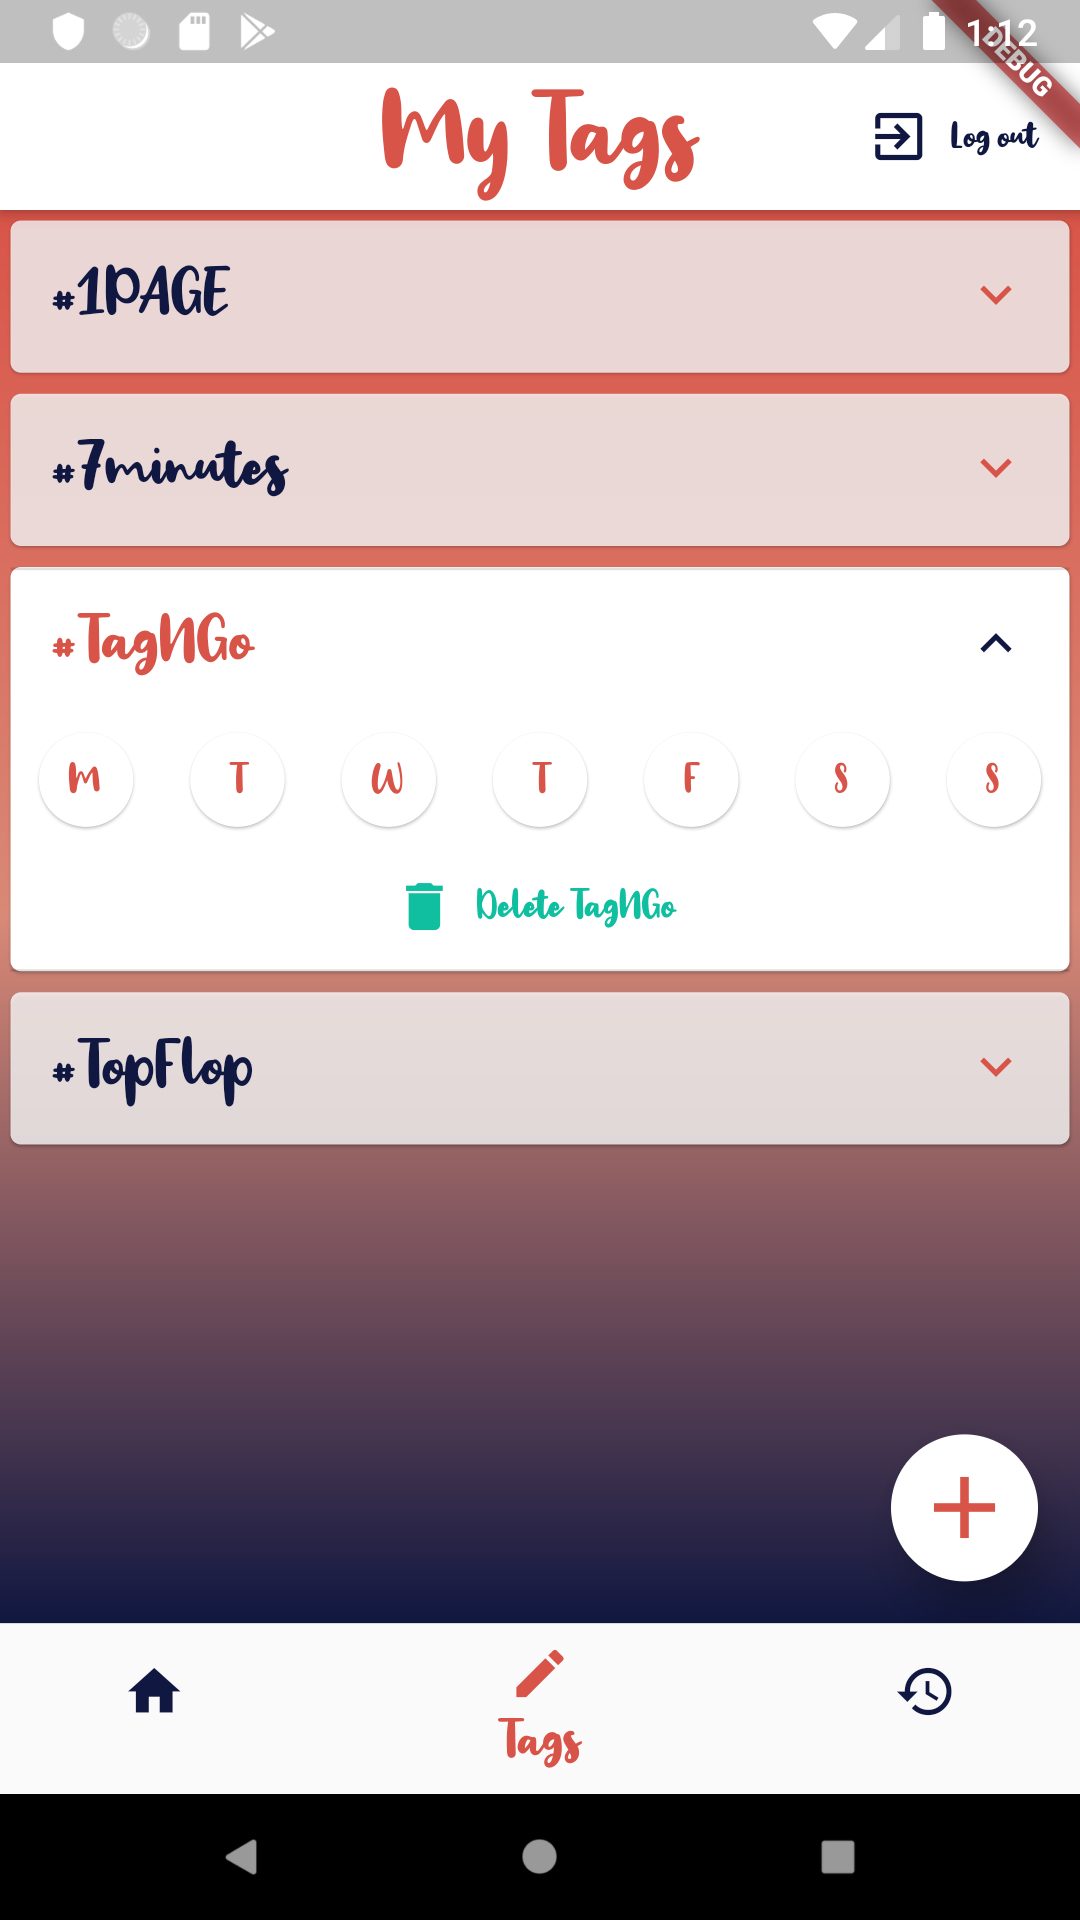 1:12
DEBUG
My Tags
Log out
#1PAGE
#7minutes
#TagNGo
M T W T F S S
Delete TagNGo
#TopFlop
Tags